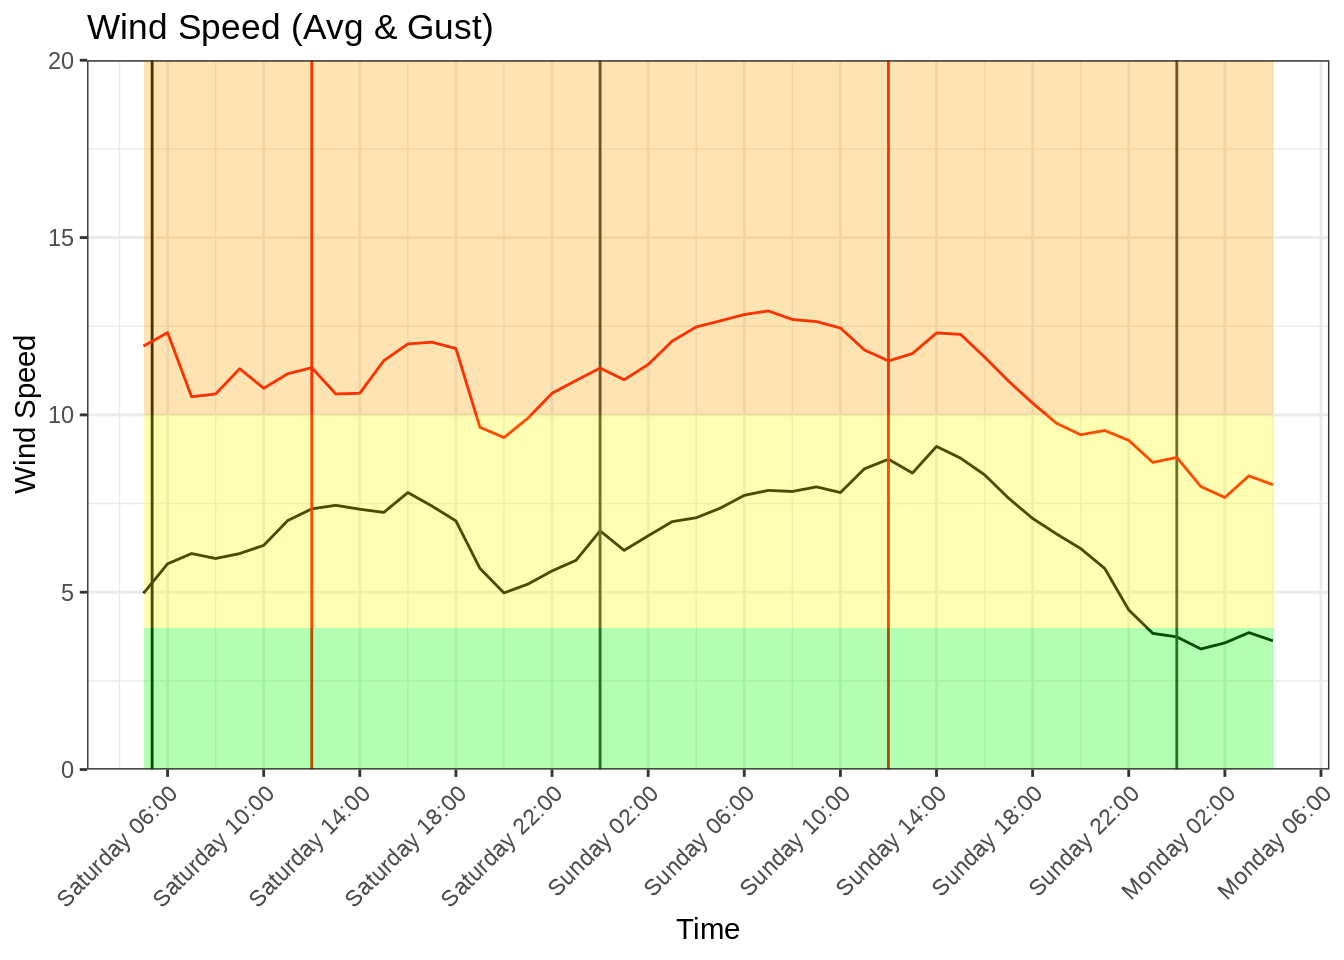 Wind Speed (Avg & Gust)
Wind Speed
20
15
10
5
0
Saturday 06:00
Saturday 10:00
Saturday 14:00
Saturday 18:00
Saturday 22:00
Sunday 02:00
Sunday 06:00
Sunday 10:00
Sunday 14:00
Sunday 18:00
Sunday 22:00
Monday 02:00
Monday 06:00
Time